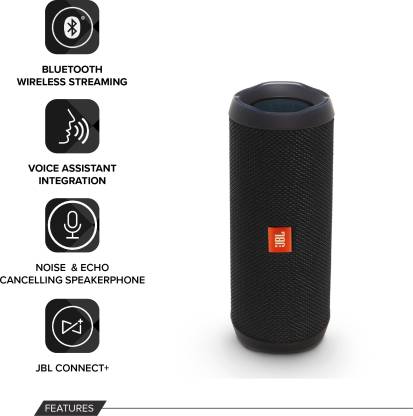 BLUETOOTH
WIRELESS STREAMING
VOICE ASSISTANT
INTEGRATION
NOISE & ECHO
CANCELLING SPEAKERPHONE
JBL CONNECT+
JBL
FEATURES